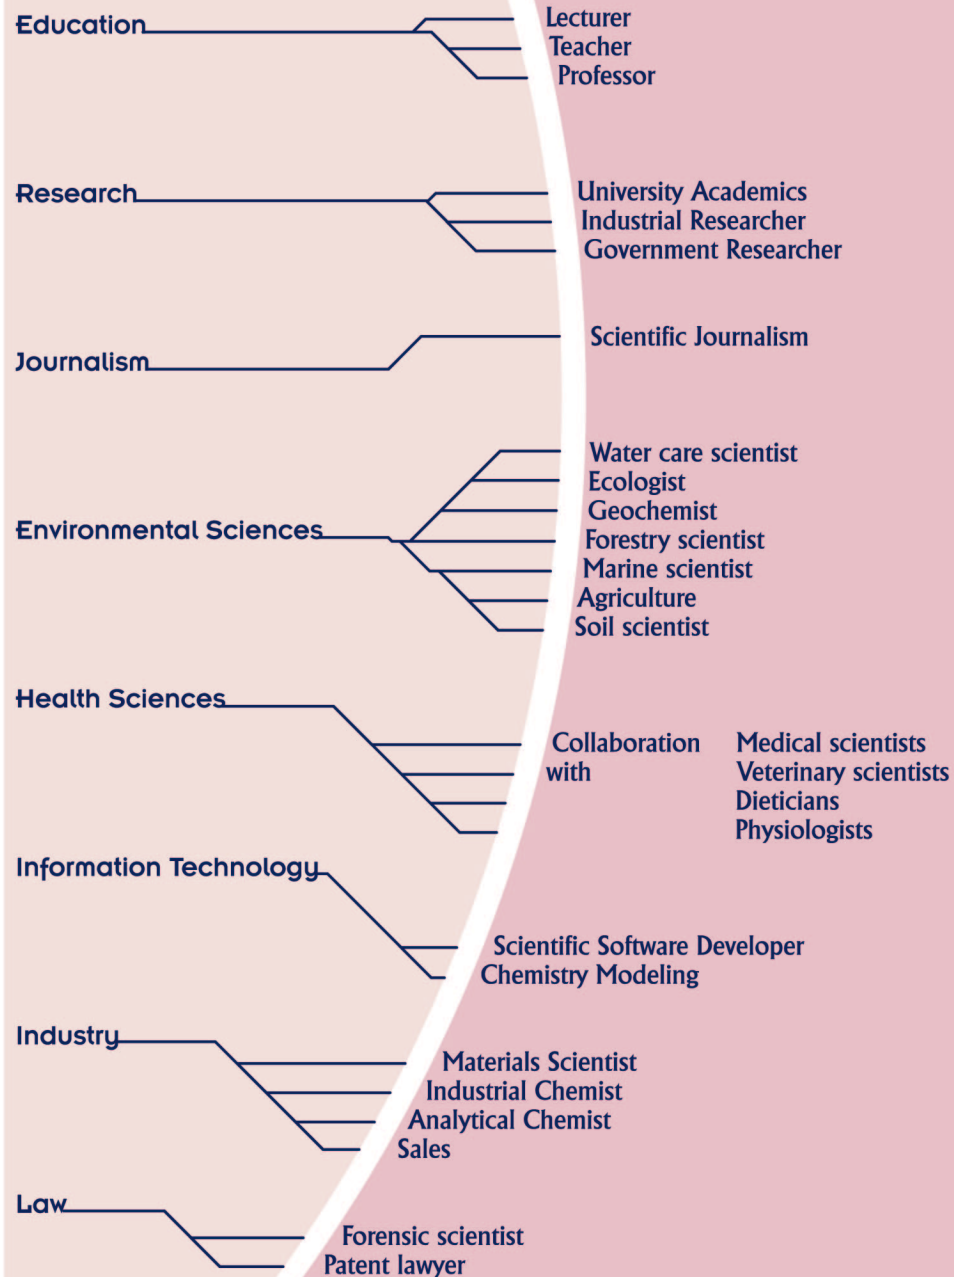 Education
Lecturer
Teacher
Professor
Research
University Academics
Industrial Researcher
Government Researcher
Journalism
Scientific Journalism
Environmental Sciences
Water care scientist
Ecologist
Geochemist
Forestry scientist
Marine scientist
Agriculture
Soil scientist
Health Sciences
Collaboration Medical scientists
with Veterinary scientists
Dieticians
Physiologists
Information Technology
Scientific Software Developer
Chemistry Modeling
Industry
Materials Scientist
Industrial Chemist
Analytical Chemist
Sales
Law
Forensic scientist
Patent lawyer